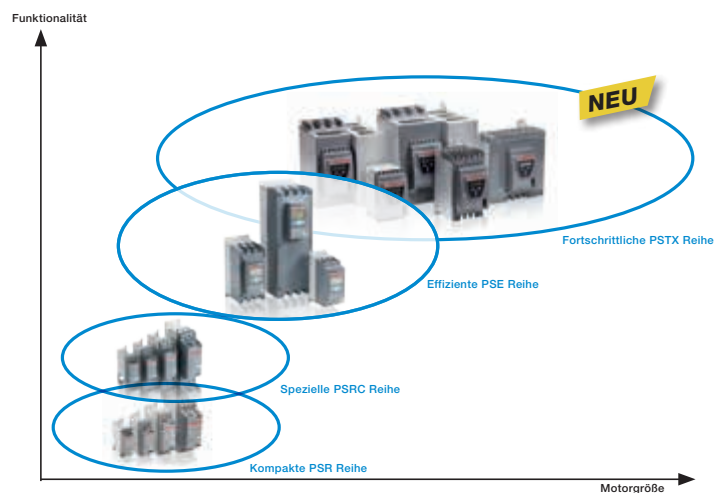 Funktionalität
NEU
Fortschrittliche PSTX Reihe
Effiziente PSE Reihe
Spezielle PSRC Reihe
Kompakte PSR Reihe
Motorgröße